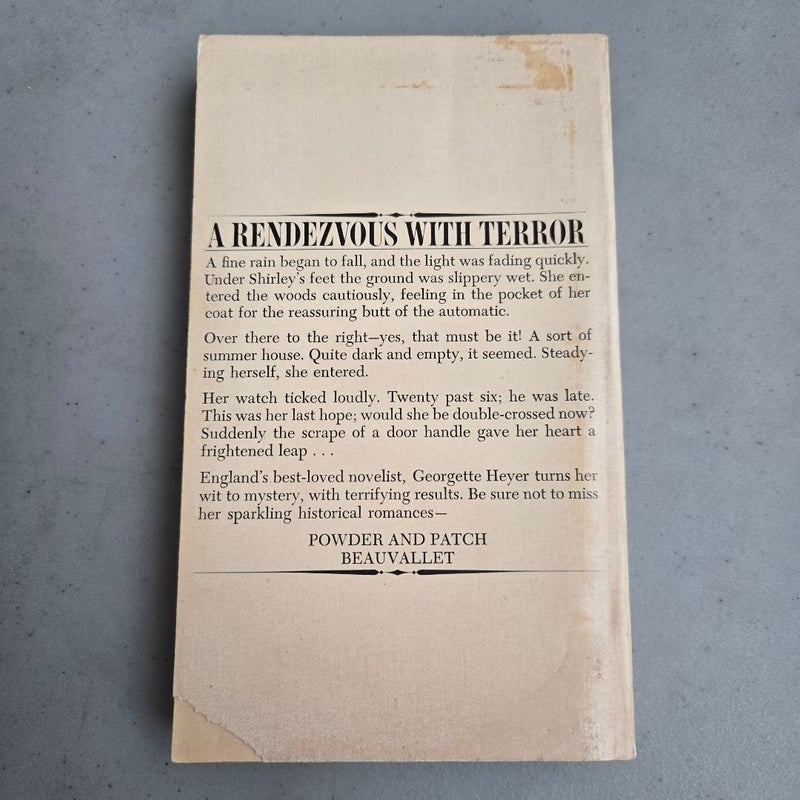 A RENDEZVOUS WITH TERROR
A fine rain began to fall, and the light was fading quickly.
Under Shirley's feet the ground was slippery wet. She en-
tered the woods cautiously, feeling in the pocket of her
coat for the reassuring butt of the automatic.
Over there to the right—yes, that must be it! A sort of
summer house. Quite dark and empty, it seemed. Steady-
ing herself, she entered.
Her watch ticked loudly. Twenty past six; he was late.
This was her last hope; would she be double-crossed now?
Suddenly the scrape of a door handle gave her heart a
frightened leap . . .
England's best-loved novelist, Georgette Heyer turns her
wit to mystery, with terrifying results. Be sure not to miss
her sparkling historical romances—
POWDER AND PATCH
BEAUVALLET